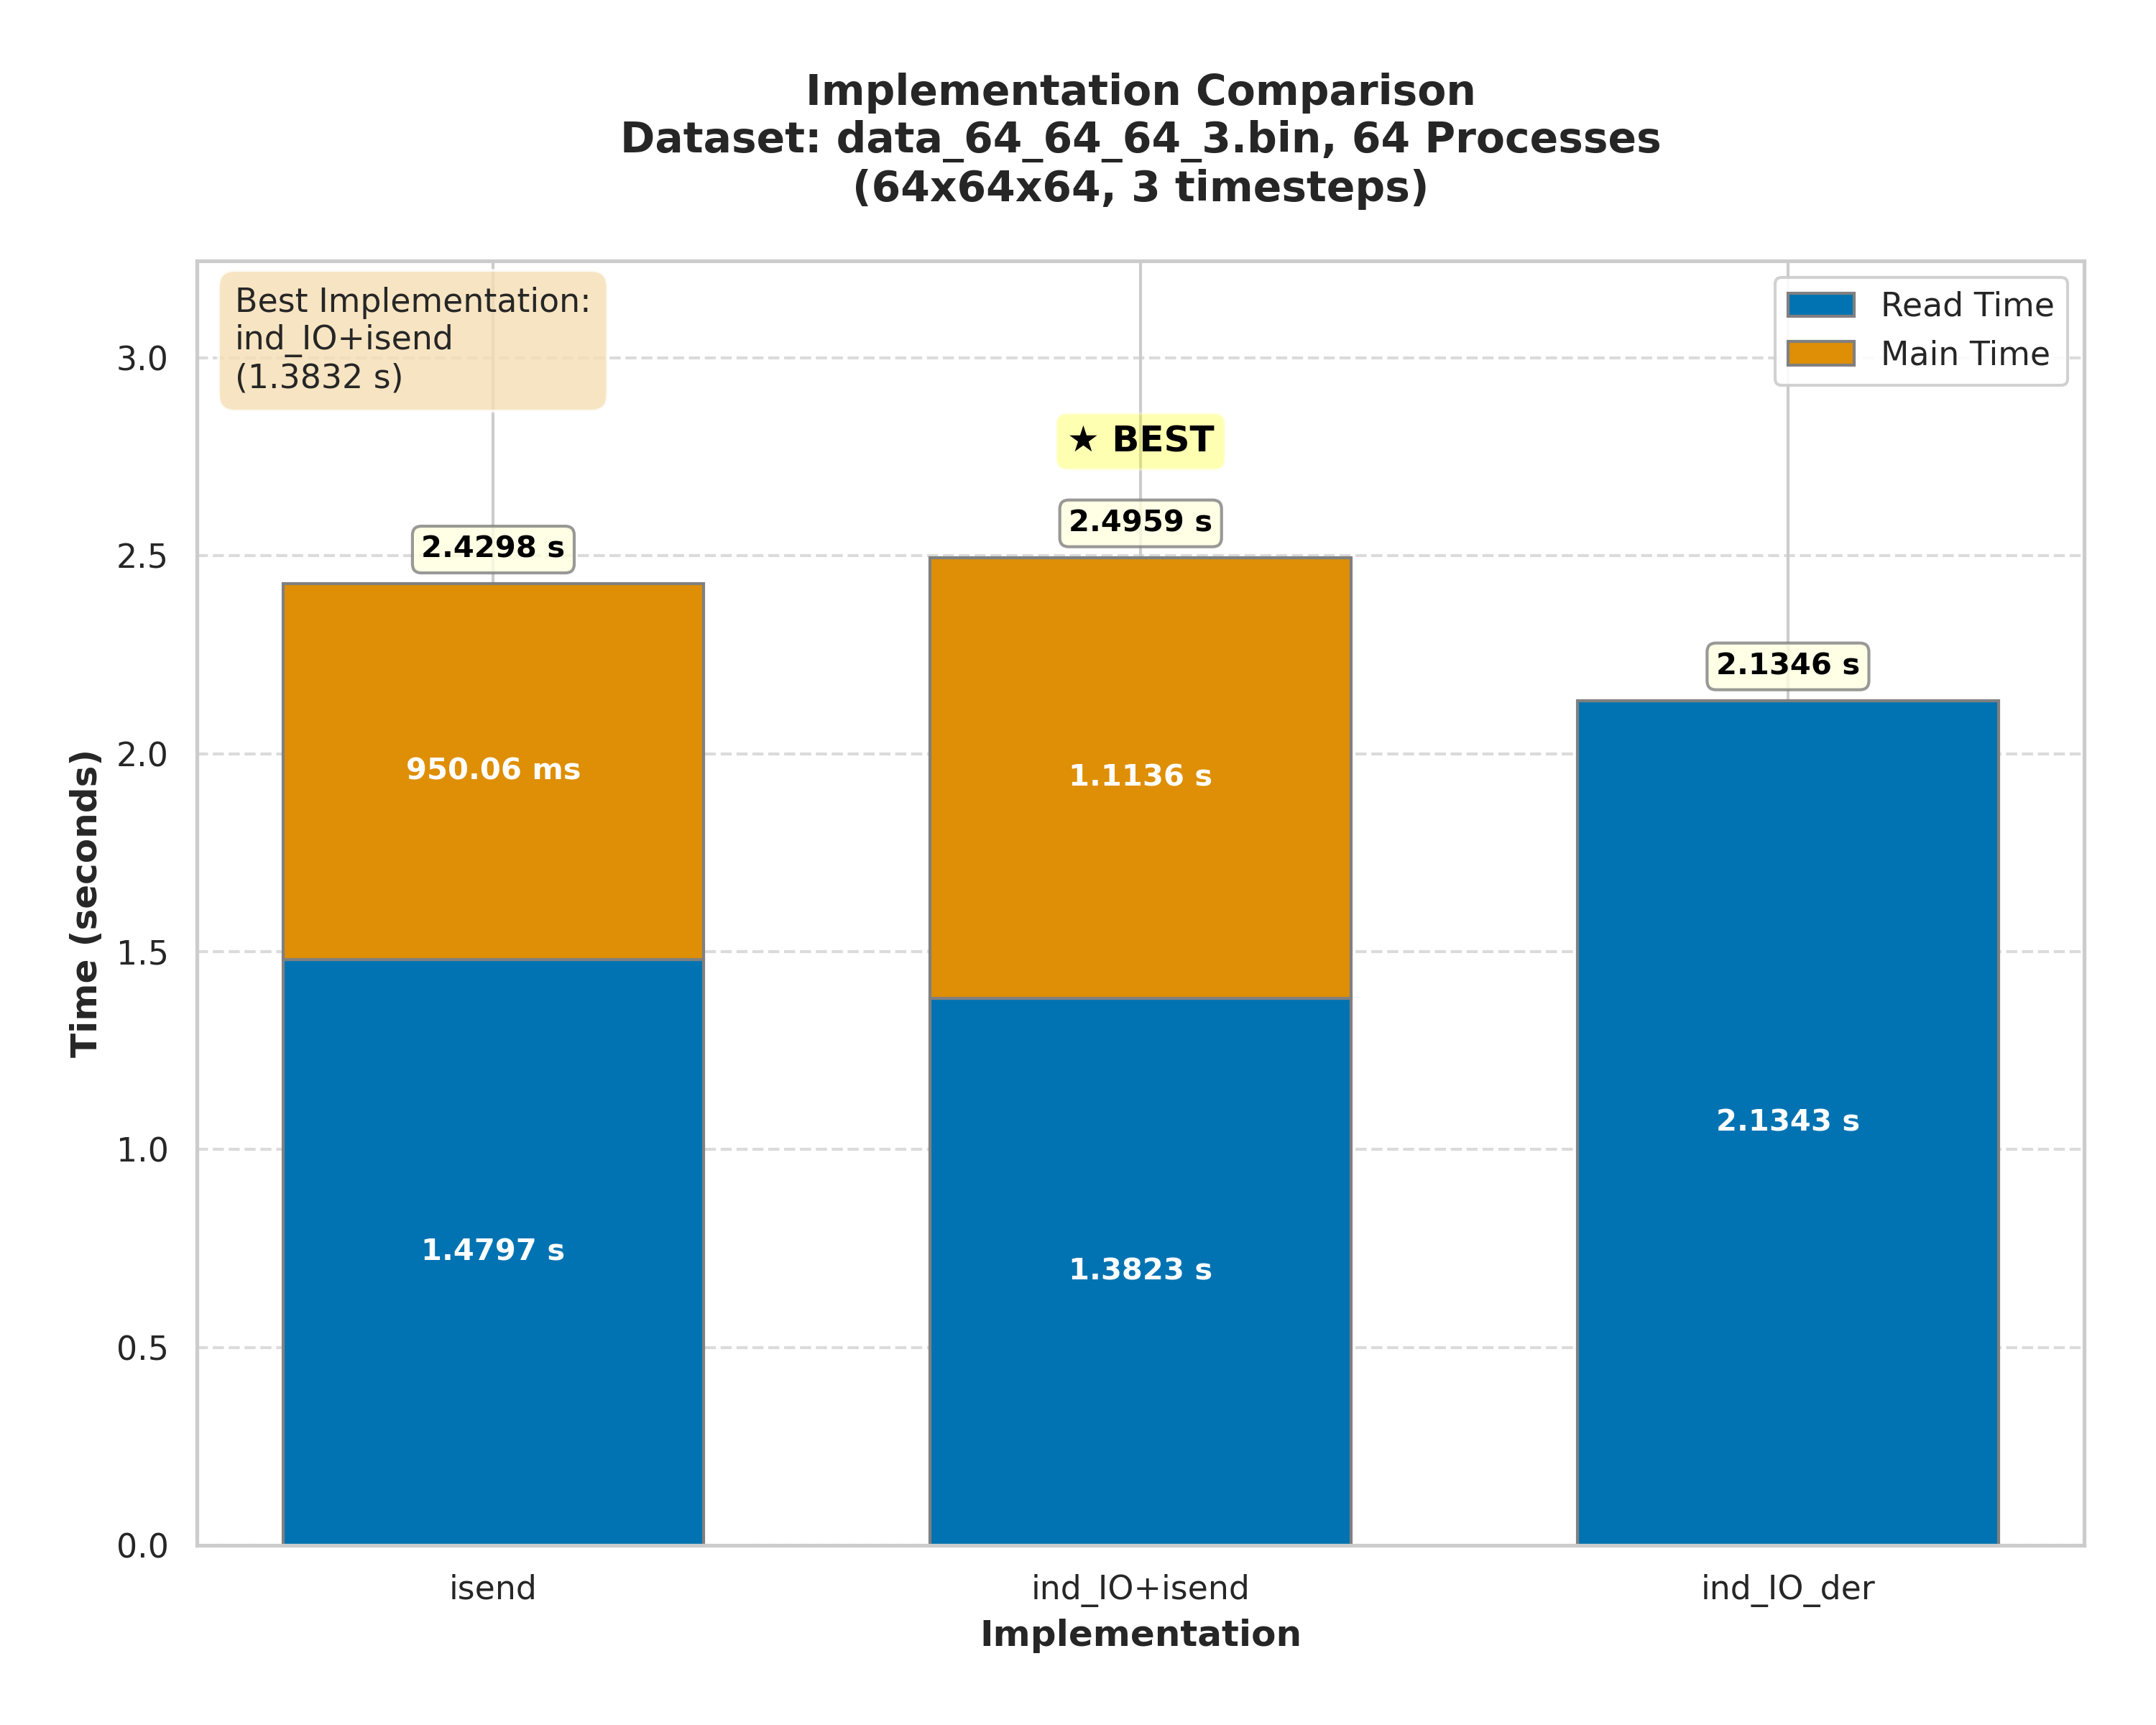 Implementation Comparison
Dataset: data_64_64_64_3.bin, 64 Processes
(64x64x64, 3 timesteps)
Best Implementation:
ind_IO+isend
(1.3832 s)
Read Time
Main Time
★ BEST
2.4298 s
2.4959 s
2.1346 s
950.06 ms
1.1136 s
2.1343 s
1.4797 s
1.3823 s
Time (seconds)
3.0
2.5
2.0
1.5
1.0
0.5
0.0
isend
ind_IO+isend
ind_IO_der
Implementation